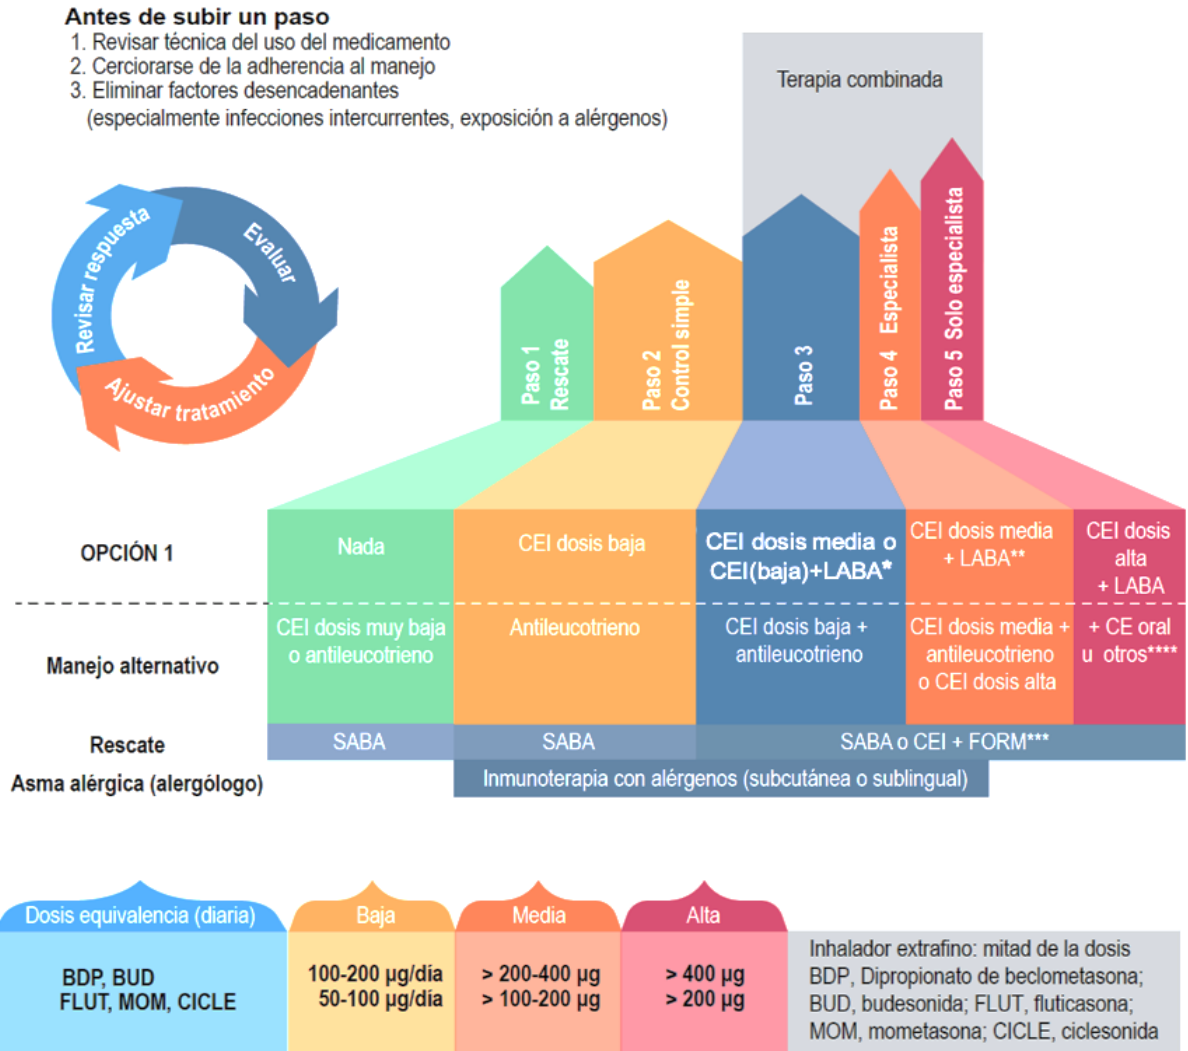 Antes de subir un paso
1. Revisar técnica del uso del medicamento
2. Cerciorarse de la adherencia al manejo
3. Eliminar factores desencadenantes
(especialmente infecciones intercurrentes, exposición a alérgenos)
Terapia combinada
Revisar respuesta
Evaluar
Ajustar tratamiento
Paso 1
Rescate
Paso 2
Control simple
Paso 3
Paso 4 Especialista
Paso 5 Solo especialista
OPCIÓN 1
Nada
CEI dosis baja
CEI dosis media o
CEI(baja)+LABA*
CEI dosis media
+ LABA**
CEI dosis
alta
+ LABA
Manejo alternativo
CEI dosis muy baja
o antileucotrieno
Antileucotrieno
CEI dosis baja +
antileucotrieno
CEI dosis media +
antileucotrieno
o CEI dosis alta
+ CE oral
u otros****
Rescate
SABA
SABA
SABA o CEI + FORM***
Asma alérgica (alergólogo)
Inmunoterapia con alérgenos (subcutánea o sublingual)
Dosis equivalencia (diaria)
Baja
Media
Alta
BDP, BUD
FLUT, MOM, CICLE
100-200 µg/día
50-100 µg/día
> 200-400 µg
> 100-200 µg
> 400 µg
> 200 µg
Inhalador extrafino: mitad de la dosis
BDP, Dipropionato de beclometasona;
BUD, budesonida; FLUT, fluticasona;
MOM, mometasona; CICLE, ciclesonida